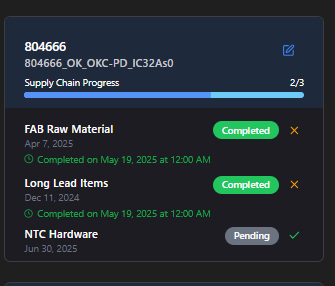 804666
804666_OK_OKC-PD_IC32As0
Supply Chain Progress 2/3
FAB Raw Material Completed
Apr 7, 2025
Completed on May 19, 2025 at 12:00 AM
Long Lead Items Completed
Dec 11, 2024
Completed on May 19, 2025 at 12:00 AM
NTC Hardware Pending
Jun 30, 2025